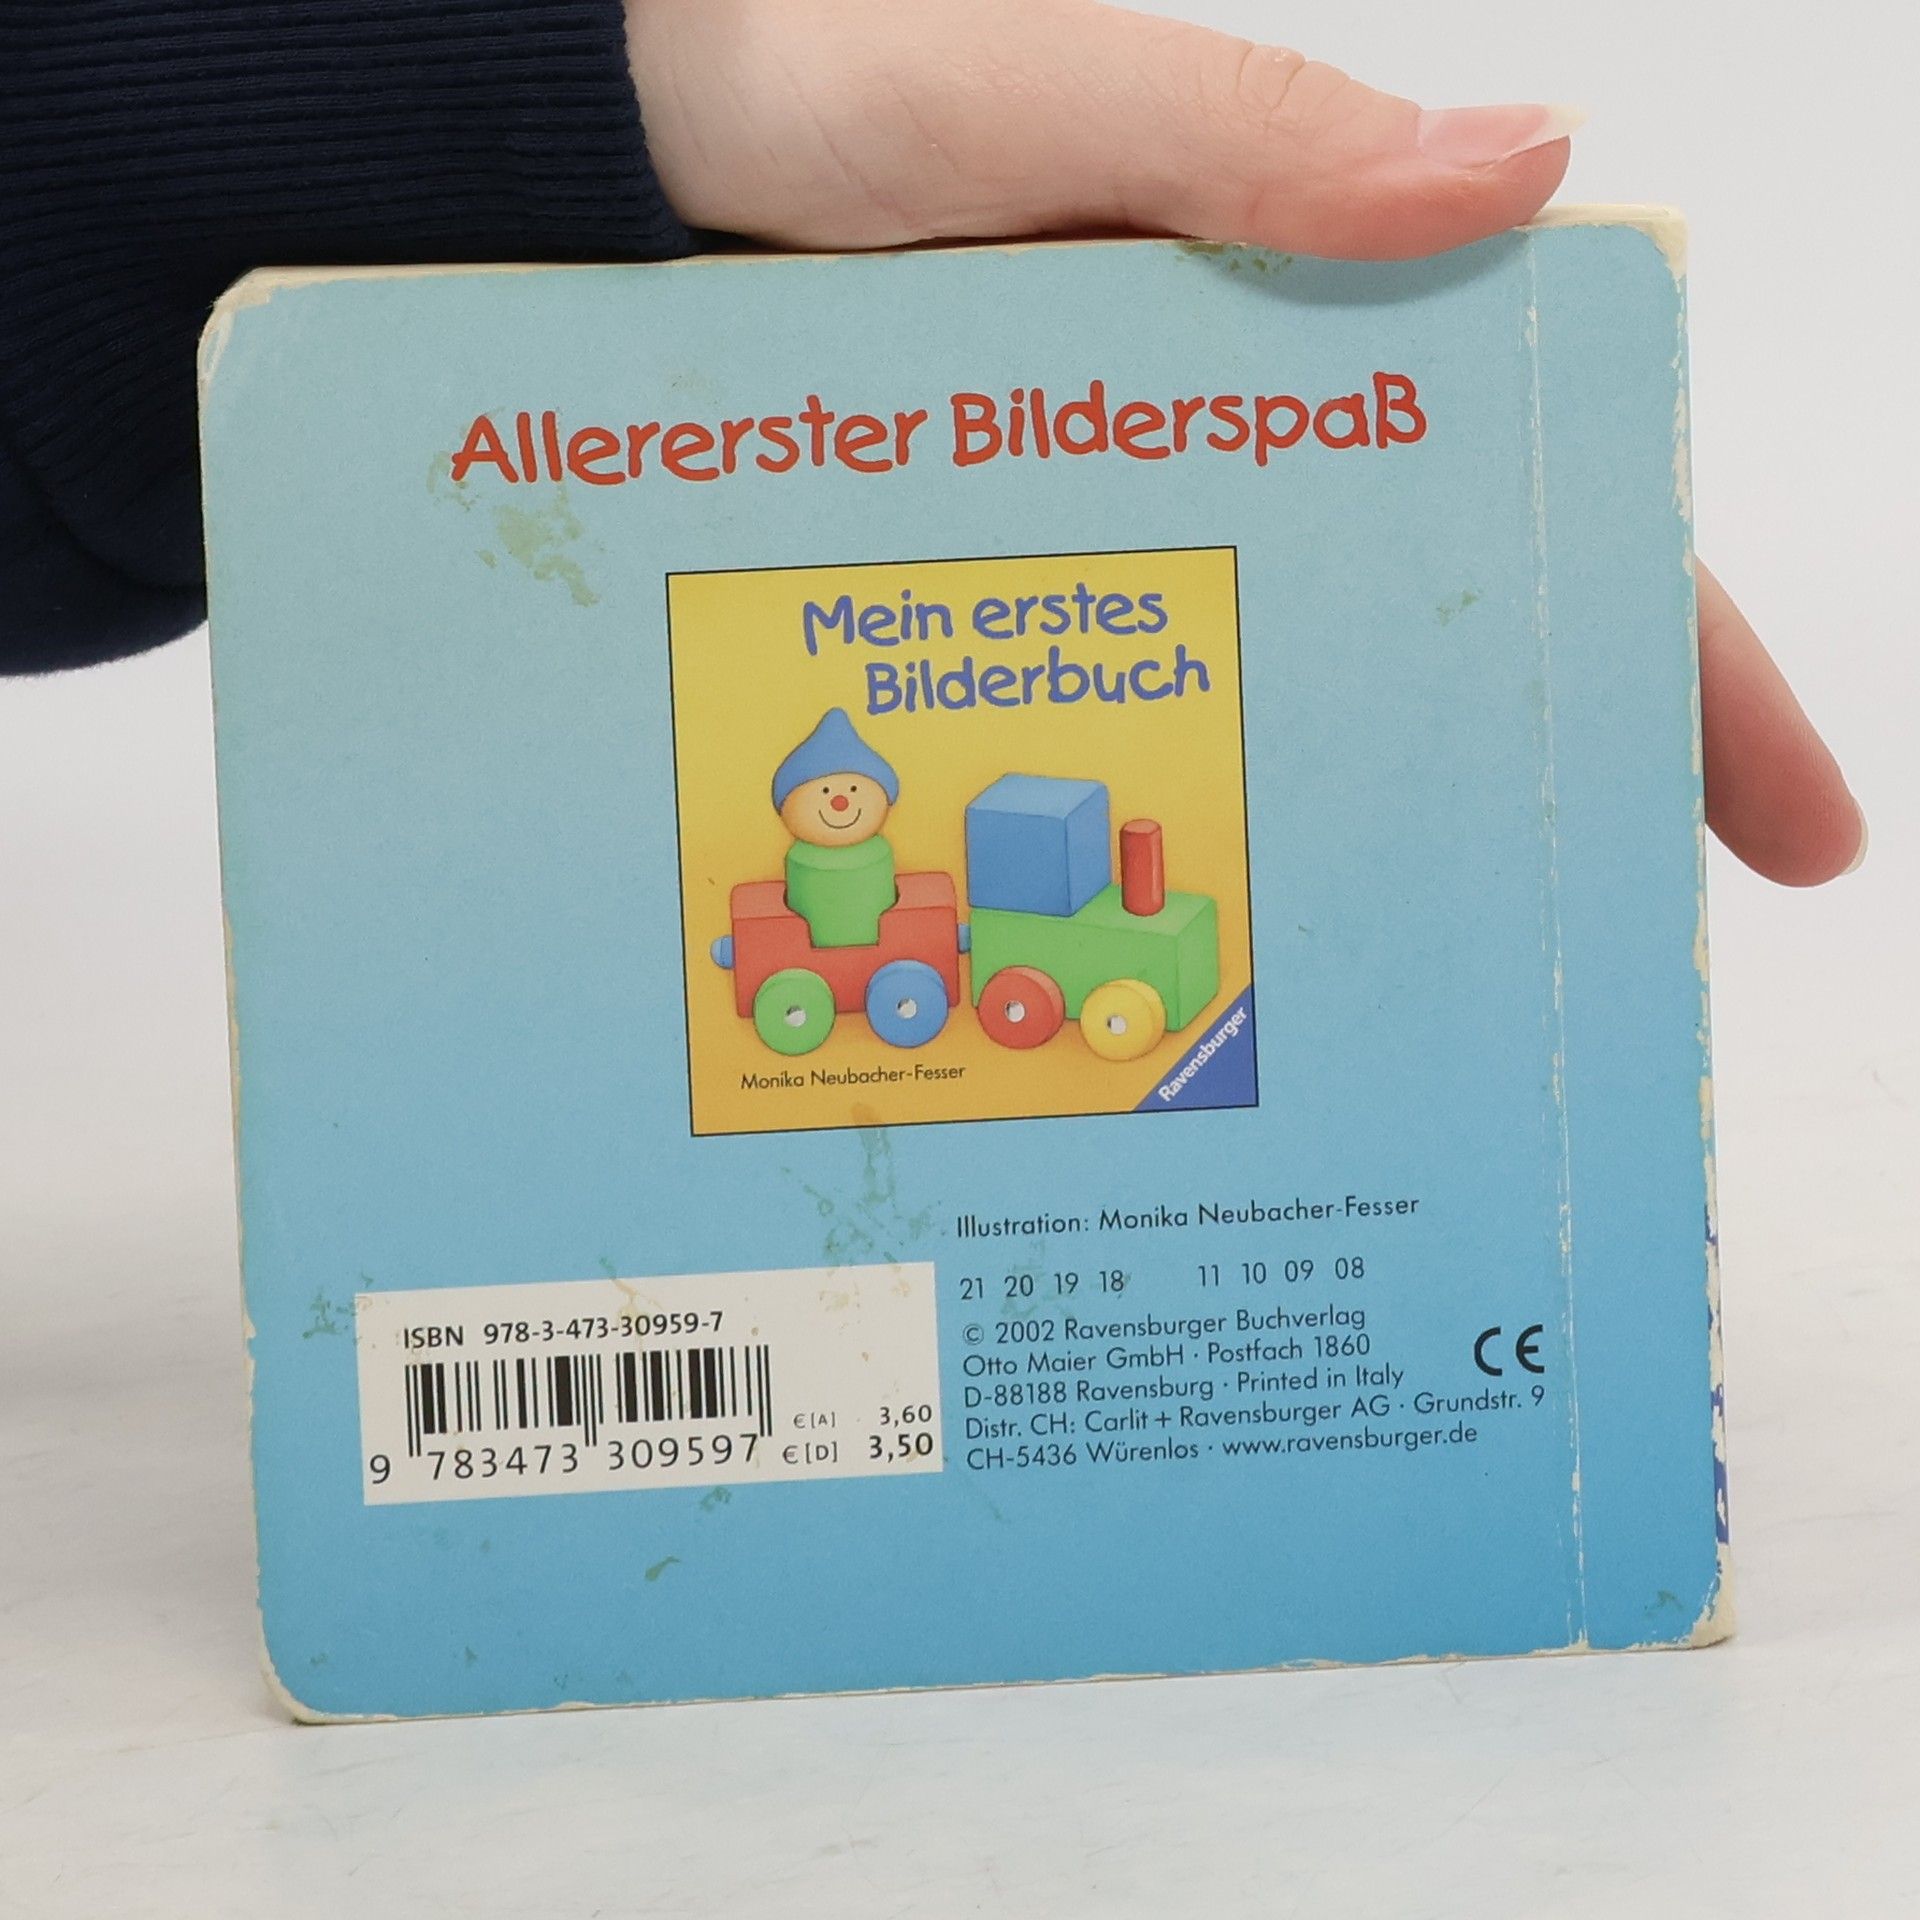 Allererster Bilderspaß
Mein erstes
Bilderbuch
Monika Neubacher-Fesser
Ravensburger
Illustration: Monika Neubacher-Fesser
21 20 19 18 11 10 09 08
© 2002 Ravensburger Buchverlag
Otto Maier GmbH · Postfach 1860
D-88188 Ravensburg · Printed in Italy
Distr. CH: Carlit + Ravensburger AG · Grundstr. 9
CH-5436 Würenlos · www.ravensburger.de
CE
ISBN 978-3-473-30959-7
9 783473 309597
€ [A] 3,60
€ [D] 3,50